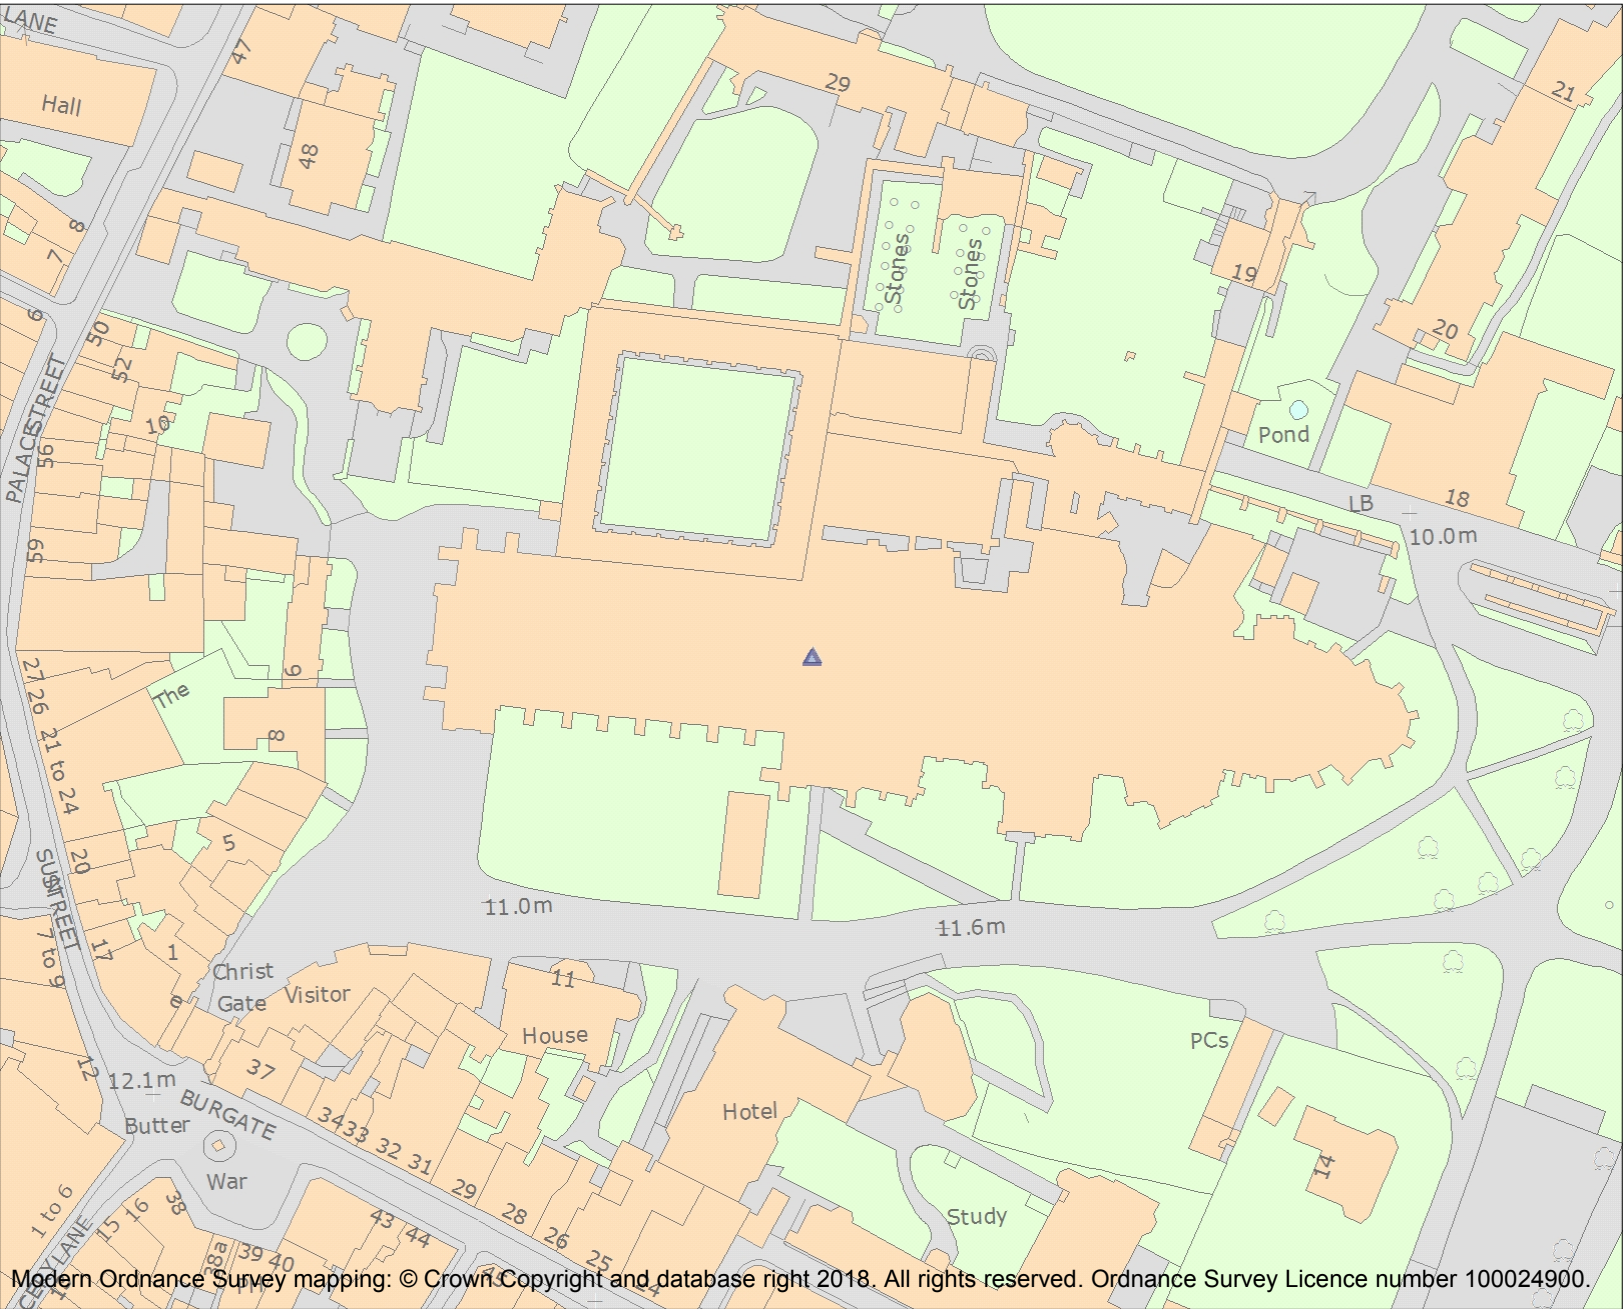 LANE
47
29
21
Hall
48
8
7
Stones
Stones
19
6
50
20
52
PALACE STREET
10
Pond
56
LB
18
10.0m
59
27
26
9
The
8
21 to 24
5
20
SUN STREET
11.0m
11.6m
7 to 9
17
1
Christ
Gate
Visitor
11
House
PCs
12
12.1m
37
BURGATE
Butter
Hotel
34
33
32
31
14
War
29
28
1 to 6
15
16
38
43
44
Study
26
25
24
38a
39
40
PH
45
LANE
Modern Ordnance Survey mapping: © Crown Copyright and database right 2018. All rights reserved. Ordnance Survey Licence number 100024900.